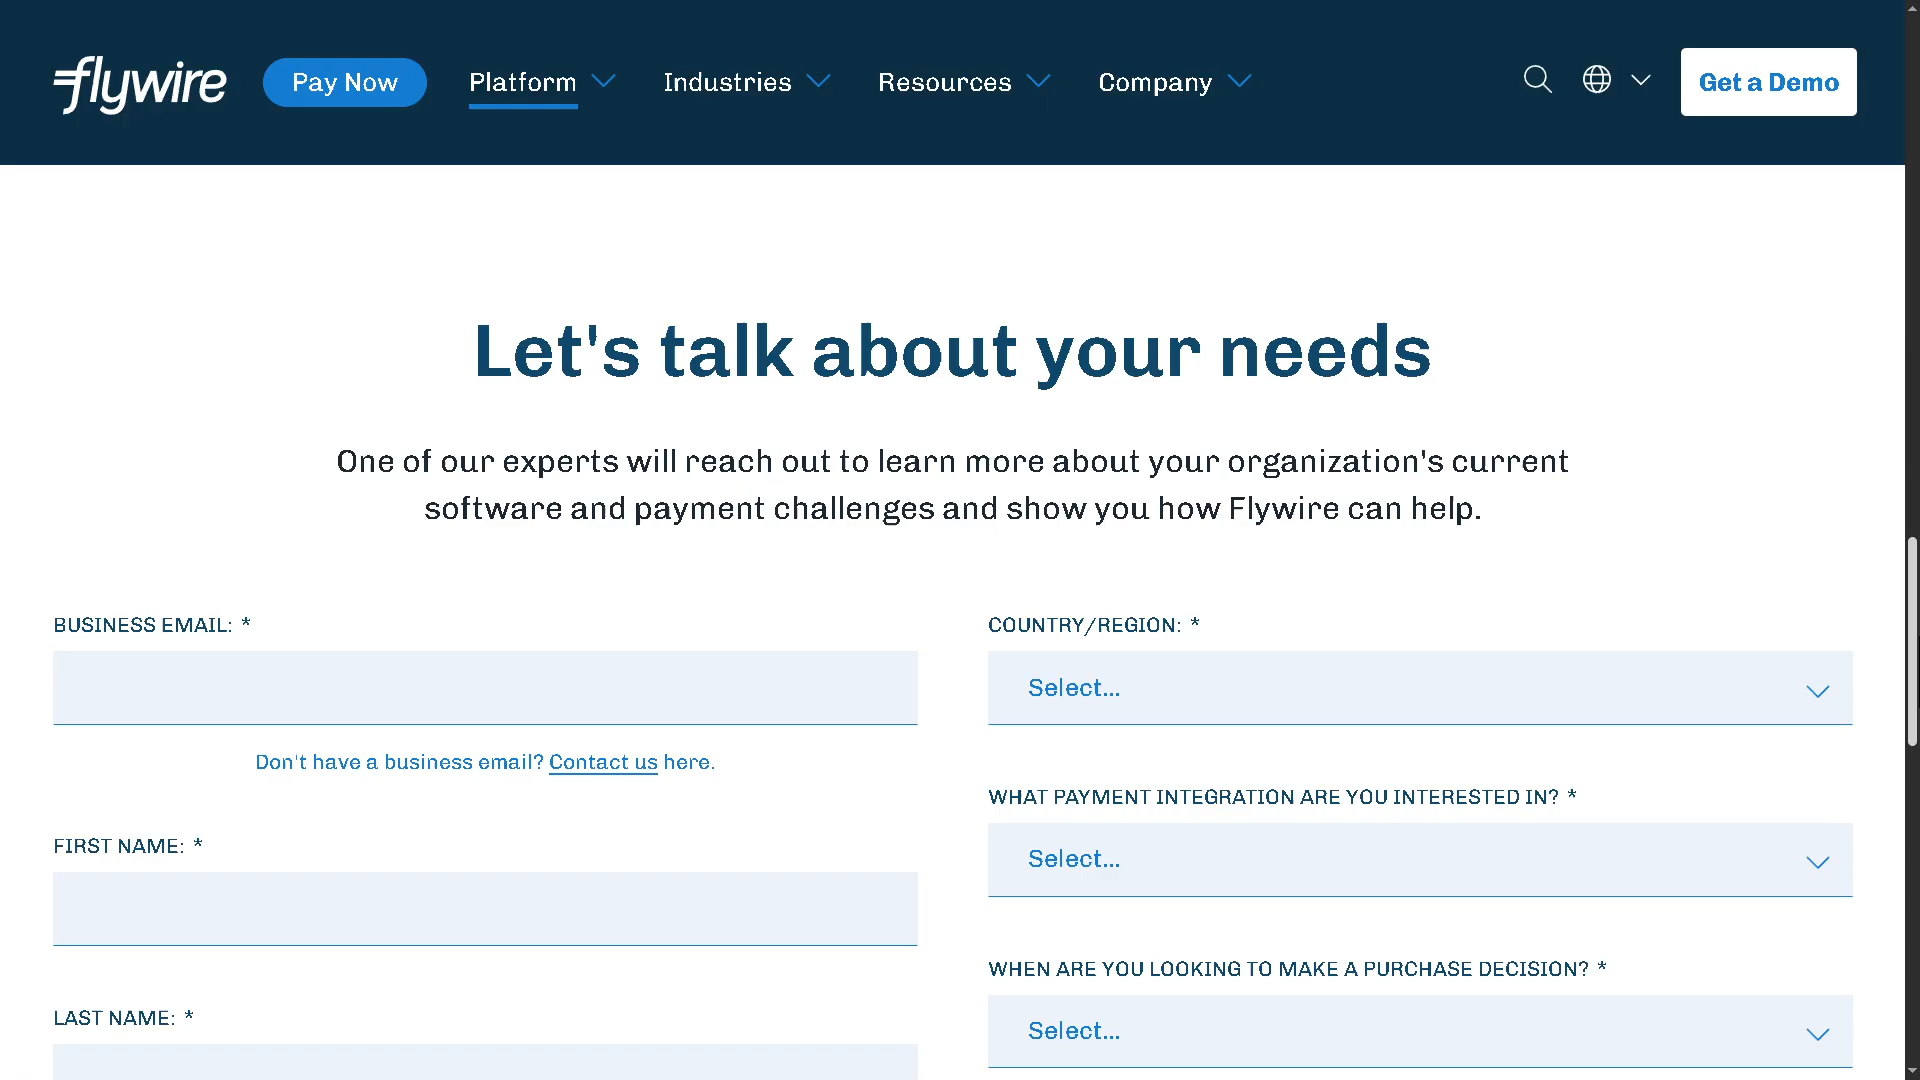 flywire
Pay Now
Platform
Industries
Resources
Company
Get a Demo
Let's talk about your needs
One of our experts will reach out to learn more about your organization's current
software and payment challenges and show you how Flywire can help.
BUSINESS EMAIL: *
Don't have a business email? Contact us here.
FIRST NAME: *
LAST NAME: *
COUNTRY/REGION: *
Select...
WHAT PAYMENT INTEGRATION ARE YOU INTERESTED IN? *
Select...
WHEN ARE YOU LOOKING TO MAKE A PURCHASE DECISION? *
Select...